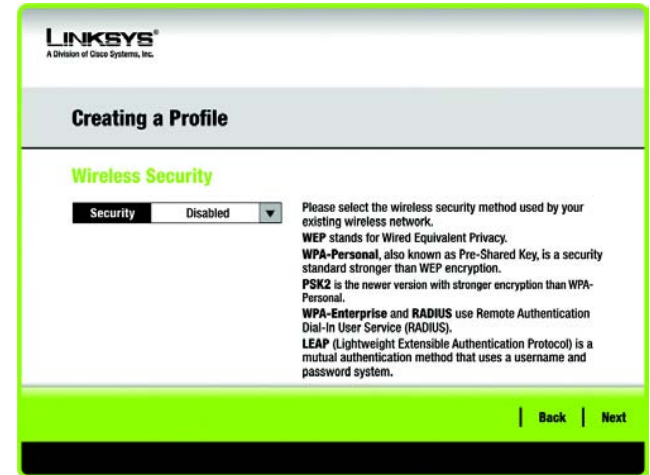 LINKSYS®
A Division of Cisco Systems, Inc.
Creating a Profile
Wireless Security
Security Disabled
Please select the wireless security method used by your
existing wireless network.
WEP stands for Wired Equivalent Privacy.
WPA-Personal, also known as Pre-Shared Key, is a security
standard stronger than WEP encryption.
PSK2 is the newer version with stronger encryption than WPA-
Personal.
WPA-Enterprise and RADIUS use Remote Authentication
Dial-In User Service (RADIUS).
LEAP (Lightweight Extensible Authentication Protocol) is a
mutual authentication method that uses a username and
password system.
Back Next